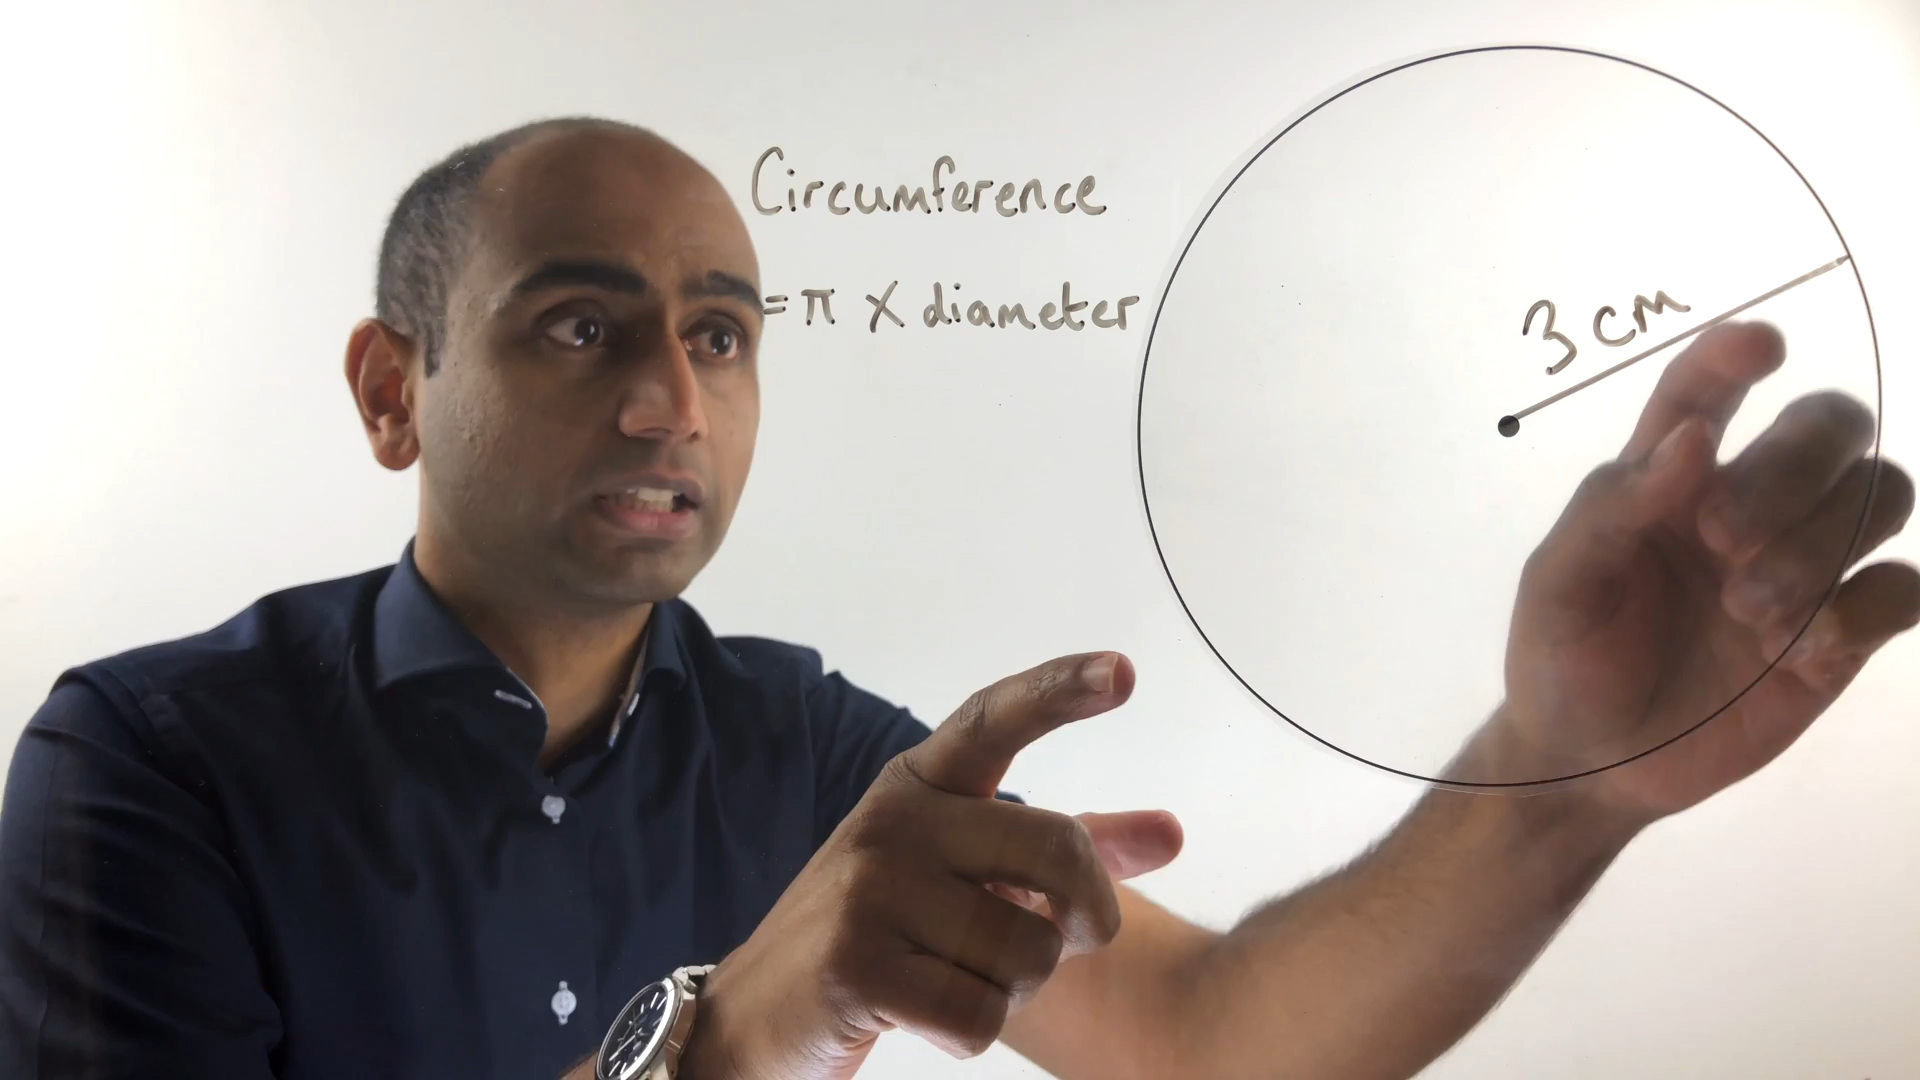 Circumference
= π × diameter
3 cm